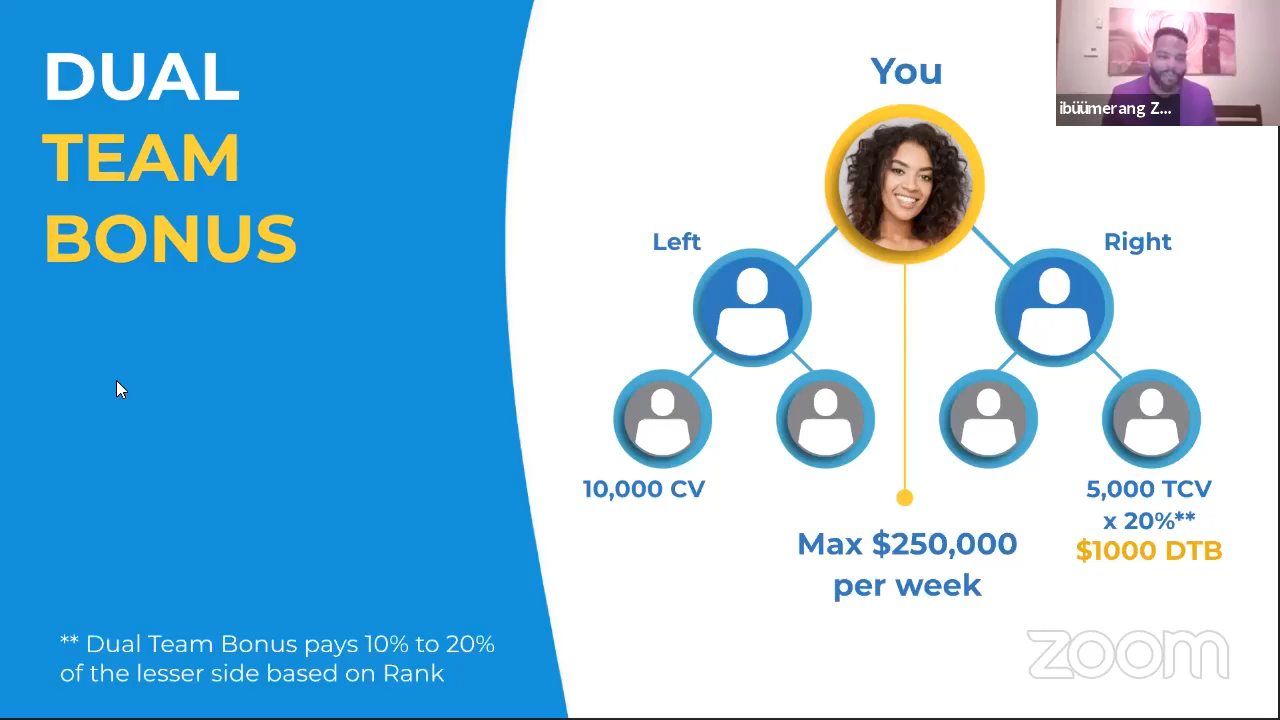 DUAL
TEAM
BONUS
You
ibüümerang Z...
Left
Right
10,000 CV
5,000 TCV
x 20%**
$1000 DTB
Max $250,000
per week
** Dual Team Bonus pays 10% to 20%
of the lesser side based on Rank
zoom